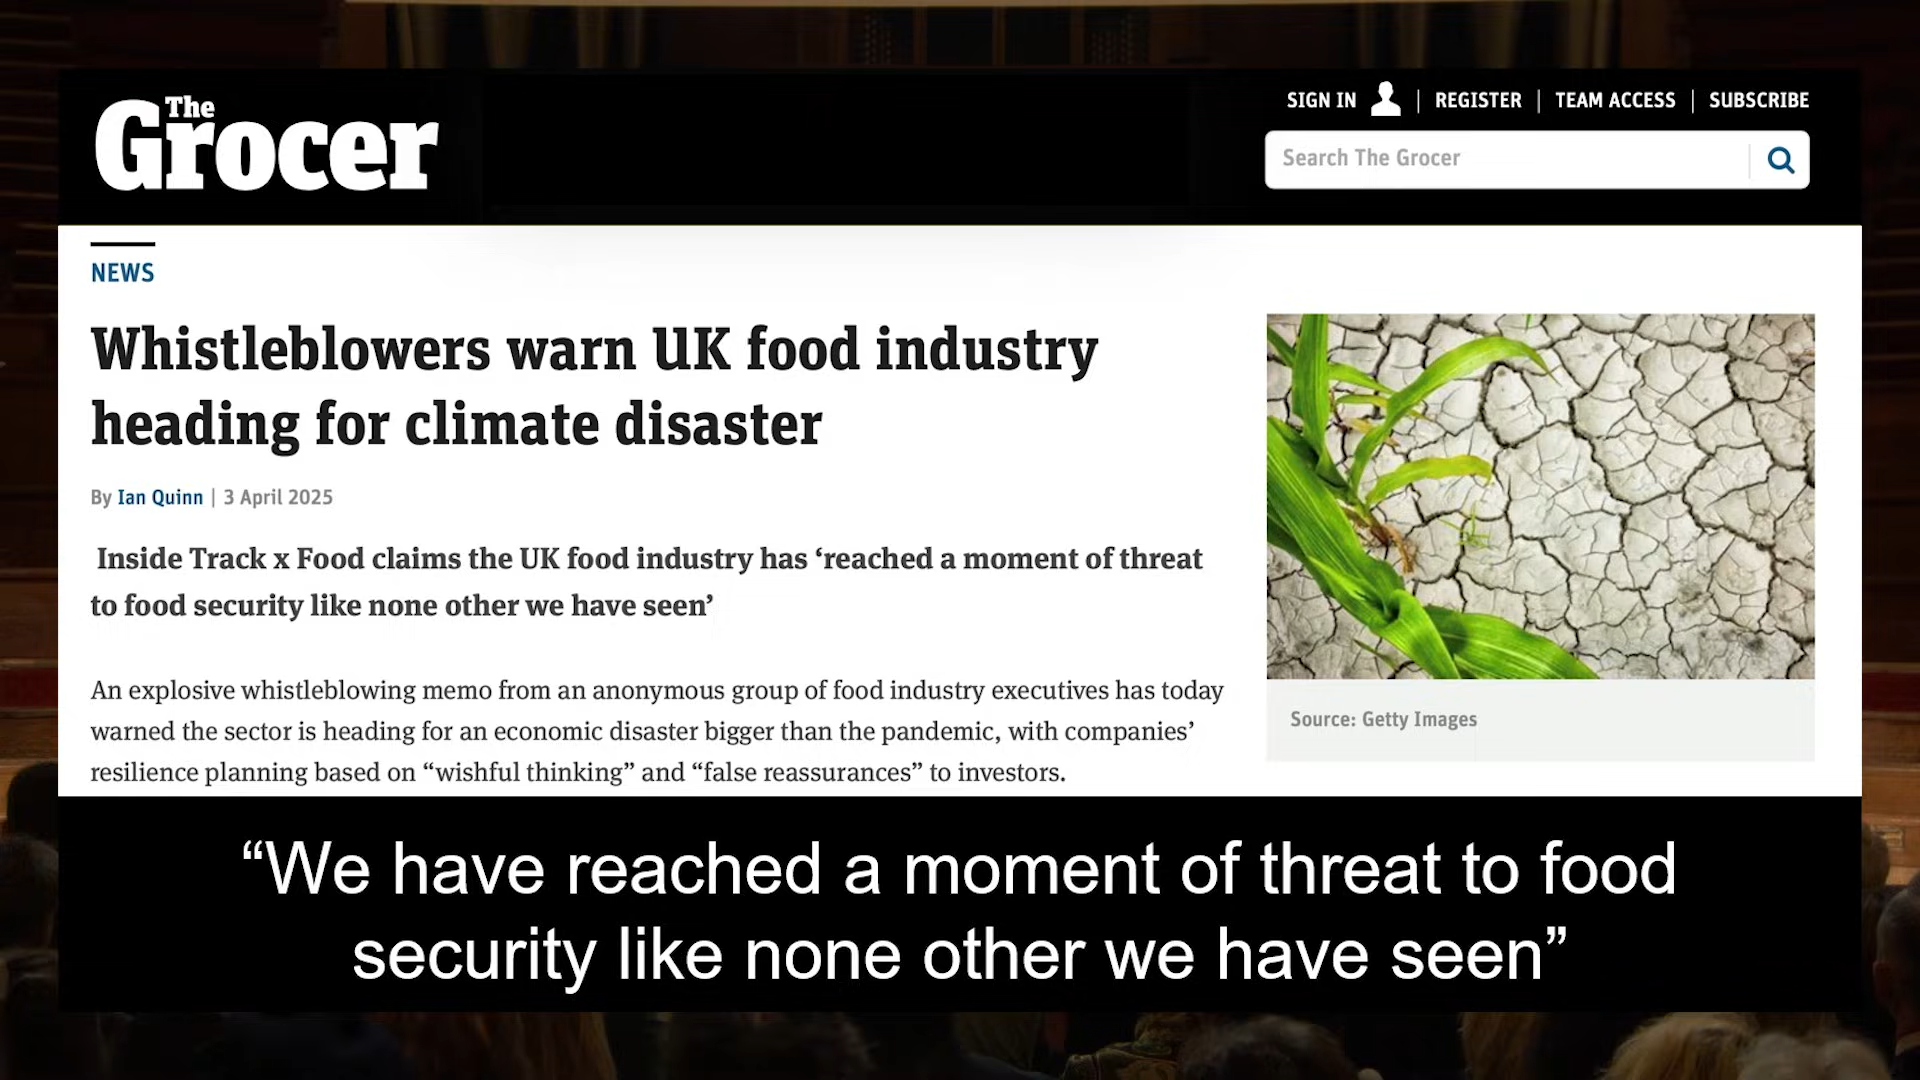 The
Grocer
SIGN IN | REGISTER | TEAM ACCESS | SUBSCRIBE
Search The Grocer
NEWS
Whistleblowers warn UK food industry
heading for climate disaster
By Ian Quinn | 3 April 2025
Inside Track x Food claims the UK food industry has ‘reached a moment of threat
to food security like none other we have seen’
An explosive whistleblowing memo from an anonymous group of food industry executives has today
warned the sector is heading for an economic disaster bigger than the pandemic, with companies’
resilience planning based on “wishful thinking” and “false reassurances” to investors.
Source: Getty Images
“We have reached a moment of threat to food
security like none other we have seen”